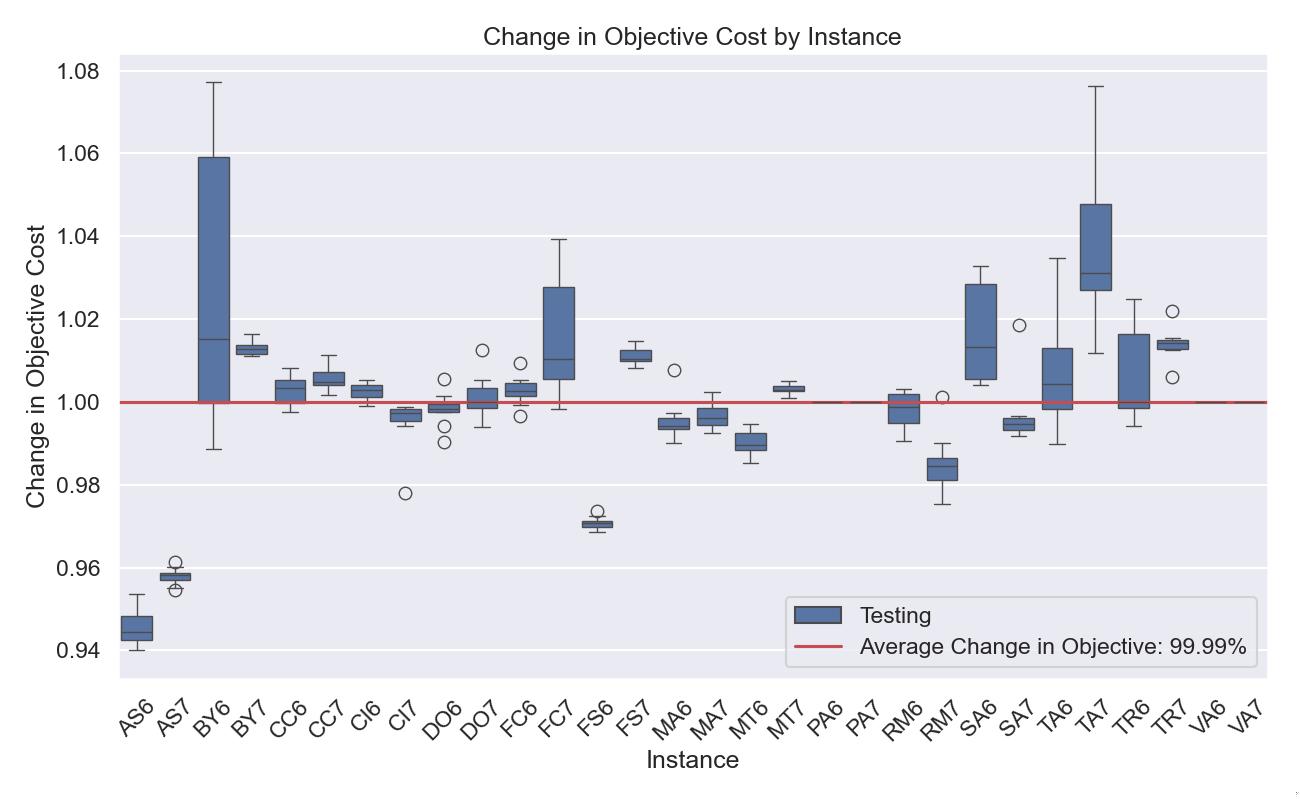 Change in Objective Cost by Instance
Change in Objective Cost
1.08
1.06
1.04
1.02
1.00
0.98
0.96
0.94
Testing
Average Change in Objective: 99.99%
AS6 AS7 BY6 BY7 CC6 CC7 CI6 CI7 DO6 DO7 FC6 FC7 FS6 FS7 MA6 MA7 MT6 MT7 PA6 PA7 RM6 RM7 SA6 SA7 TA6 TA7 TR6 TR7 VA6 VA7
Instance